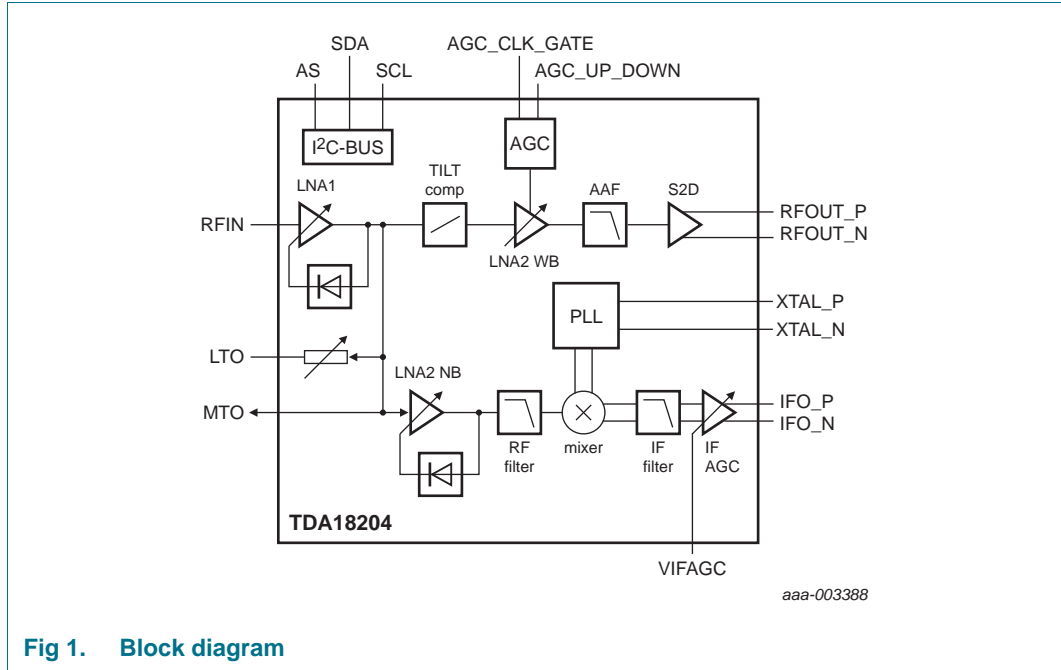 SDA
AGC_CLK_GATE
AS
SCL
AGC_UP_DOWN
I²C-BUS
AGC
LNA1
TILT
comp
AAF
S2D
RFIN
RFOUT_P
RFOUT_N
LNA2 WB
PLL
XTAL_P
XTAL_N
LTO
LNA2 NB
MTO
IFO_P
IFO_N
RF
filter
mixer
IF
filter
IF
AGC
TDA18204
VIFAGC
aaa-003388
Fig 1. Block diagram